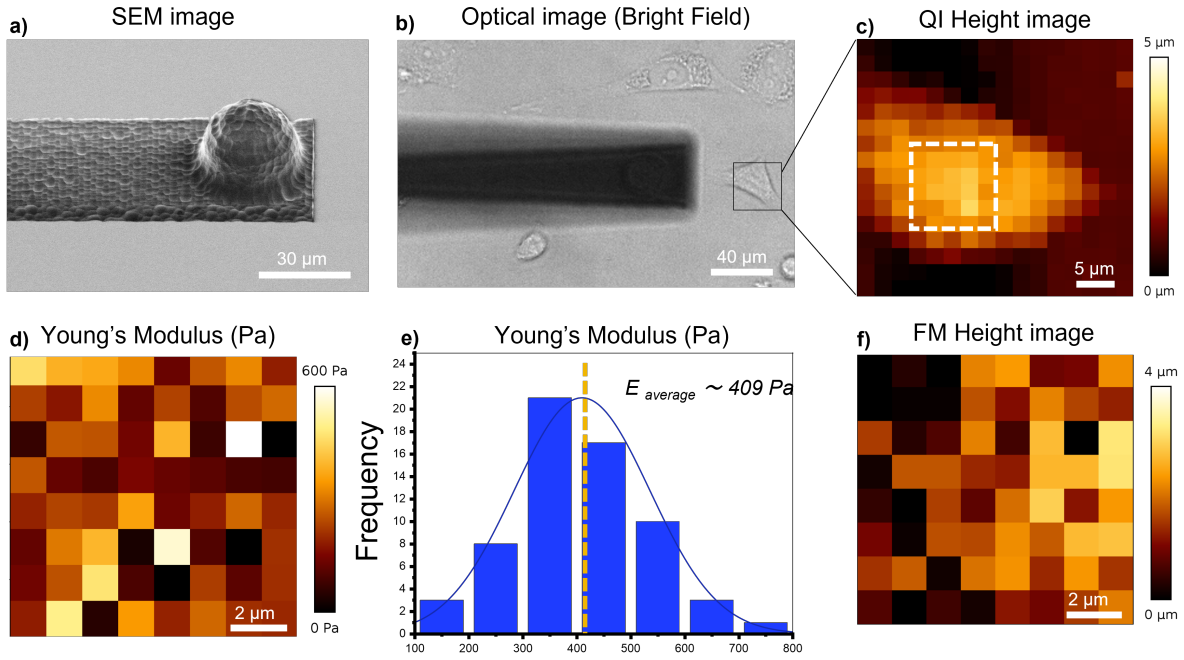 SEM image
Optical image (Bright Field)
QI Height image
a)
b)
c)
30 µm
40 µm
5 µm
5 µm
0 µm
Young's Modulus (Pa)
Young's Modulus (Pa)
FM Height image
d)
e)
f)
600 Pa
0 Pa
2 µm
Frequency
24
22
20
18
16
14
12
10
8
6
4
2
0
100 200 300 400 500 600 700 800
E average ~ 409 Pa
4 µm
0 µm
2 µm